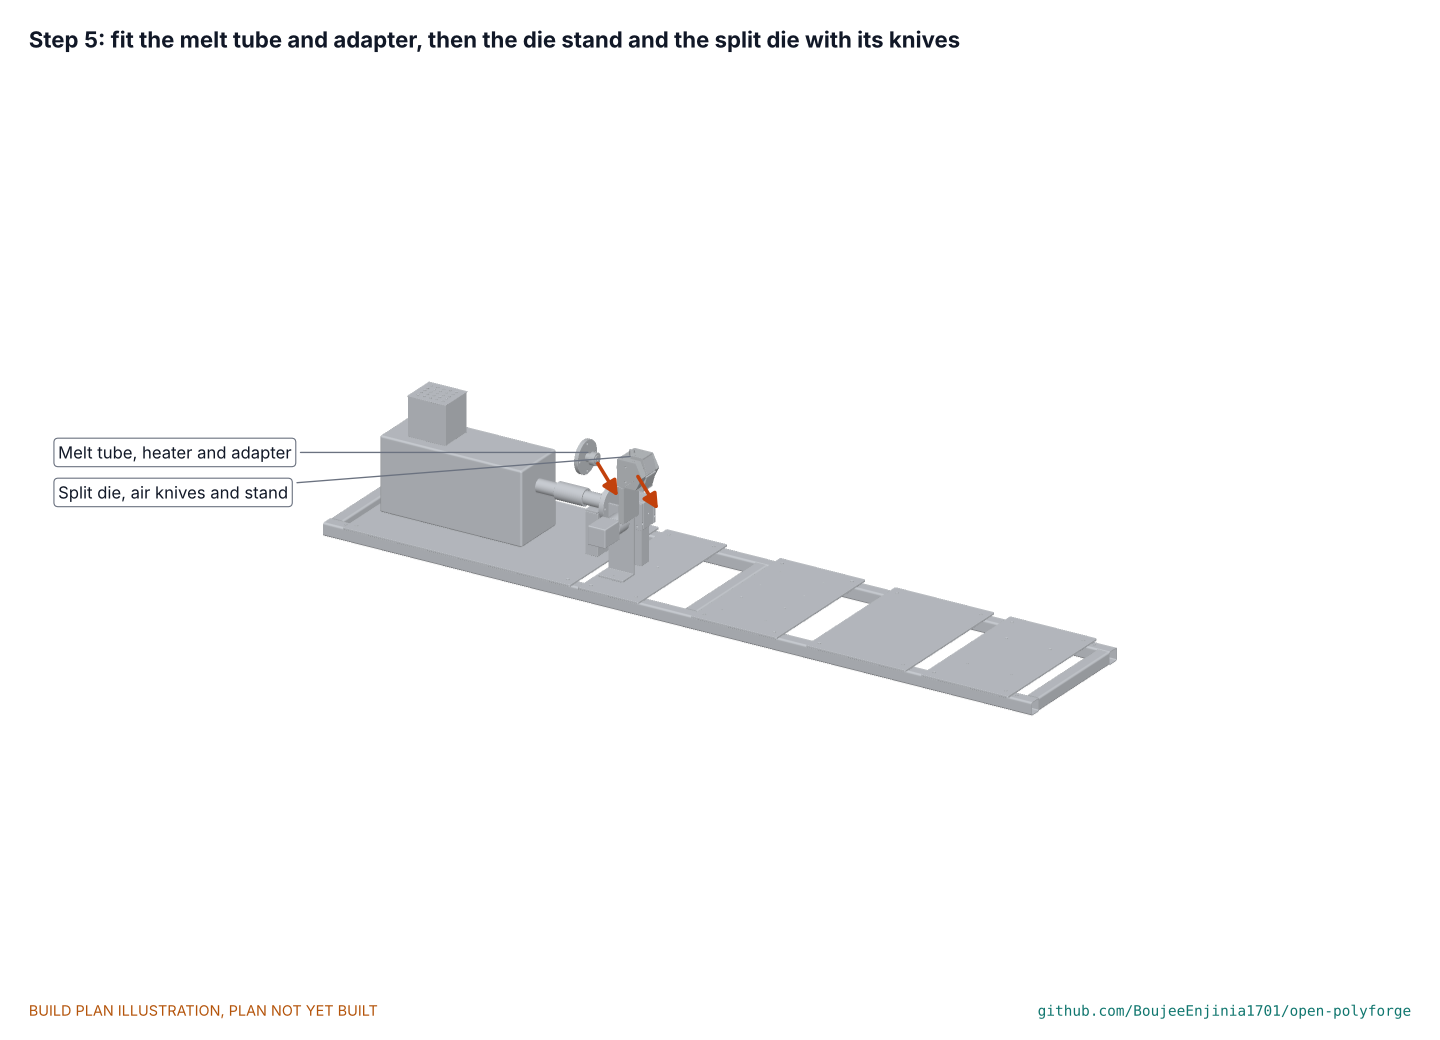 Step 5: fit the melt tube and adapter, then the die stand and the split die with its knives
Melt tube, heater and adapter
Split die, air knives and stand
BUILD PLAN ILLUSTRATION, PLAN NOT YET BUILT
github.com/BoujeeEnjinia1701/open-polyforge